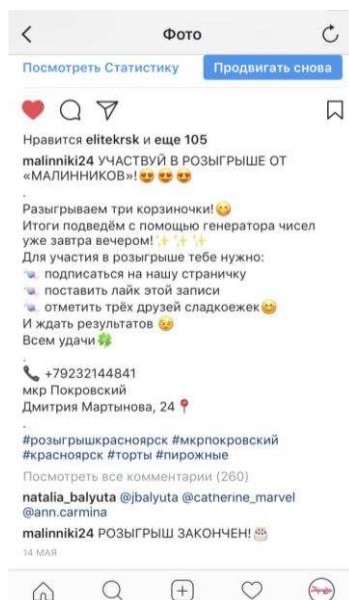 Фото
Посмотреть Статистику
Продвигать снова
Нравится elitekrsk и еще 105
malinniki24 УЧАСТВУЙ В РОЗЫГРЫШЕ ОТ
«МАЛИННИКОВ»!😍😍😍
.
Разыгрываем три корзиночки!😋
Итоги подведём с помощью генератора чисел
уже завтра вечером!✨✨✨
Для участия в розыгрыше тебе нужно:
🍬 подписаться на нашу страничку
🍬 поставить лайк этой записи
🍬 отметить трёх друзей сладкоежек😊
И ждать результатов 😉
Всем удачи🍀
.
📞 +79232144841
мкр Покровский
Дмитрия Мартынова, 24 📍
.
#розыгрышкрасноярск #мкрпокровский
#красноярск #торты #пирожные
Посмотреть все комментарии (260)
natalia_balyuta @jbalyuta @catnerine_marvel
@ann.carmina
malinniki24 РОЗЫГРЫШ ЗАКОНЧЕН!🎂
14 МАЯ